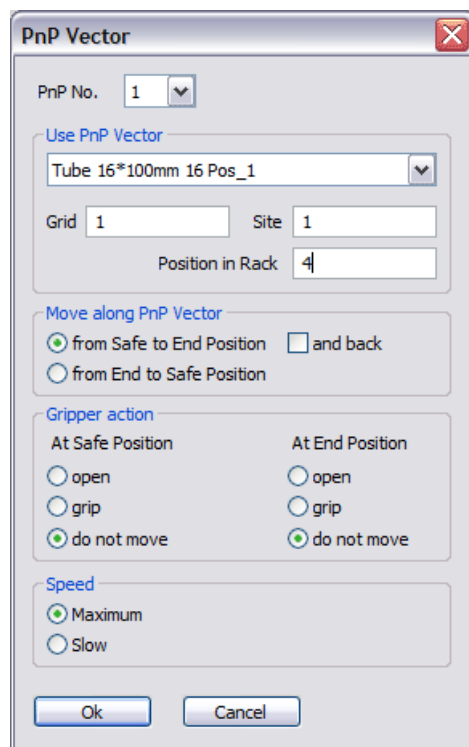 PnP Vector
PnP No. 1
Use PnP Vector
Tube 16*100mm 16 Pos_1
Grid 1 Site 1
Position in Rack 4
Move along PnP Vector
from Safe to End Position and back
from End to Safe Position
Gripper action
At Safe Position At End Position
open open
grip grip
do not move do not move
Speed
Maximum
Slow
Ok Cancel